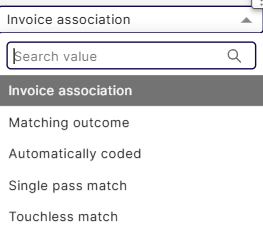 Invoice association
Search value
Invoice association
Matching outcome
Automatically coded
Single pass match
Touchless match